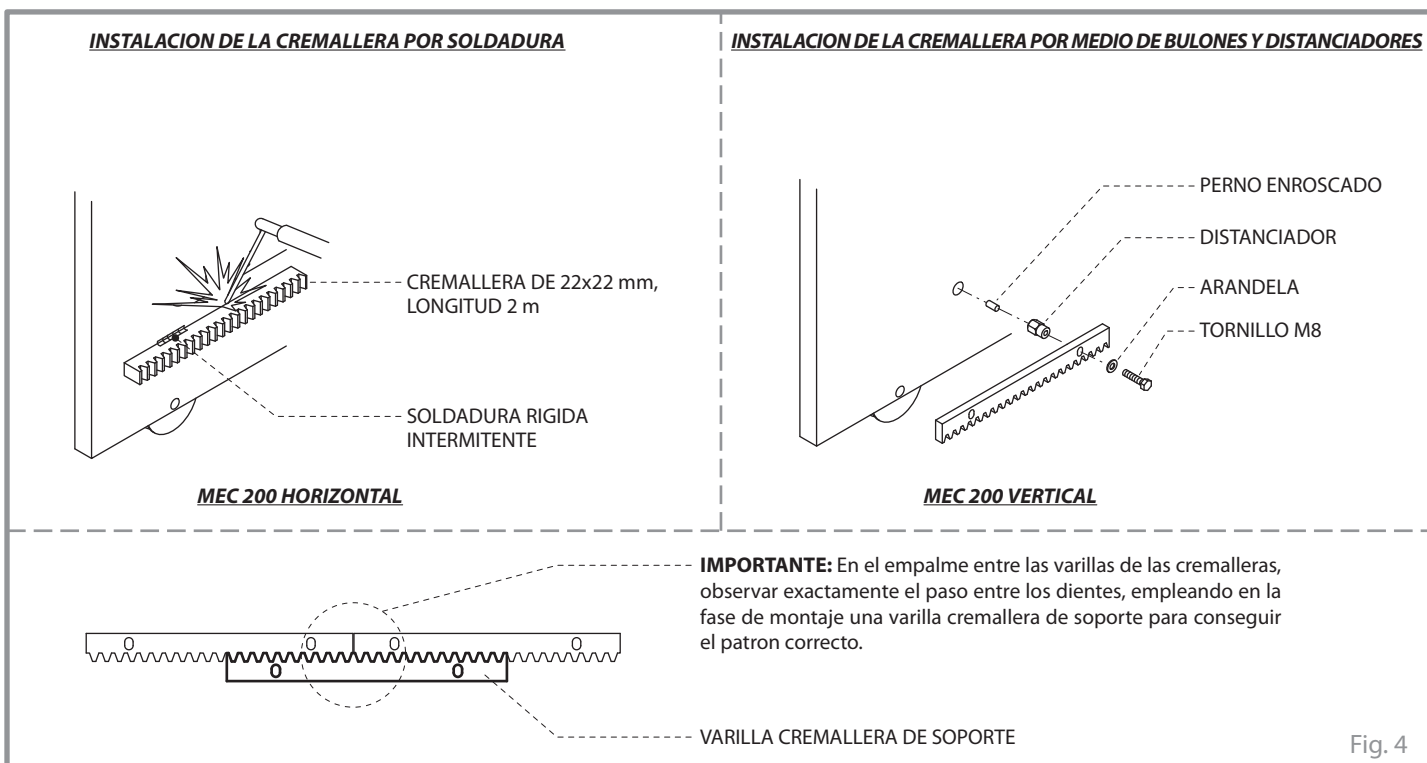 INSTALACION DE LA CREMALLERA POR SOLDADURA
CREMALLERA DE 22x22 mm,
LONGITUD 2 m
SOLDADURA RIGIDA
INTERMITENTE
MEC 200 HORIZONTAL
INSTALACION DE LA CREMALLERA POR MEDIO DE BULONES Y DISTANCIADORES
PERNO ENROSCADO
DISTANCIADOR
ARANDELA
TORNILLO M8
MEC 200 VERTICAL
IMPORTANTE: En el empalme entre las varillas de las cremalleras,
observar exactamente el paso entre los dientes, empleando en la
fase de montaje una varilla cremallera de soporte para conseguir
el patron correcto.
VARILLA CREMALLERA DE SOPORTE
Fig. 4